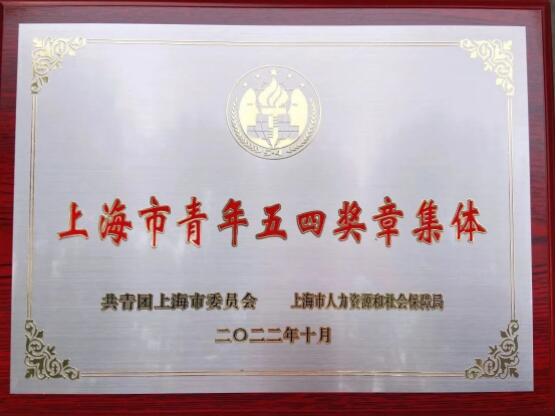 上海市青年五四奖章集体
共青团上海市委员会 上海市人力资源和社会保障局
二〇二二年十月